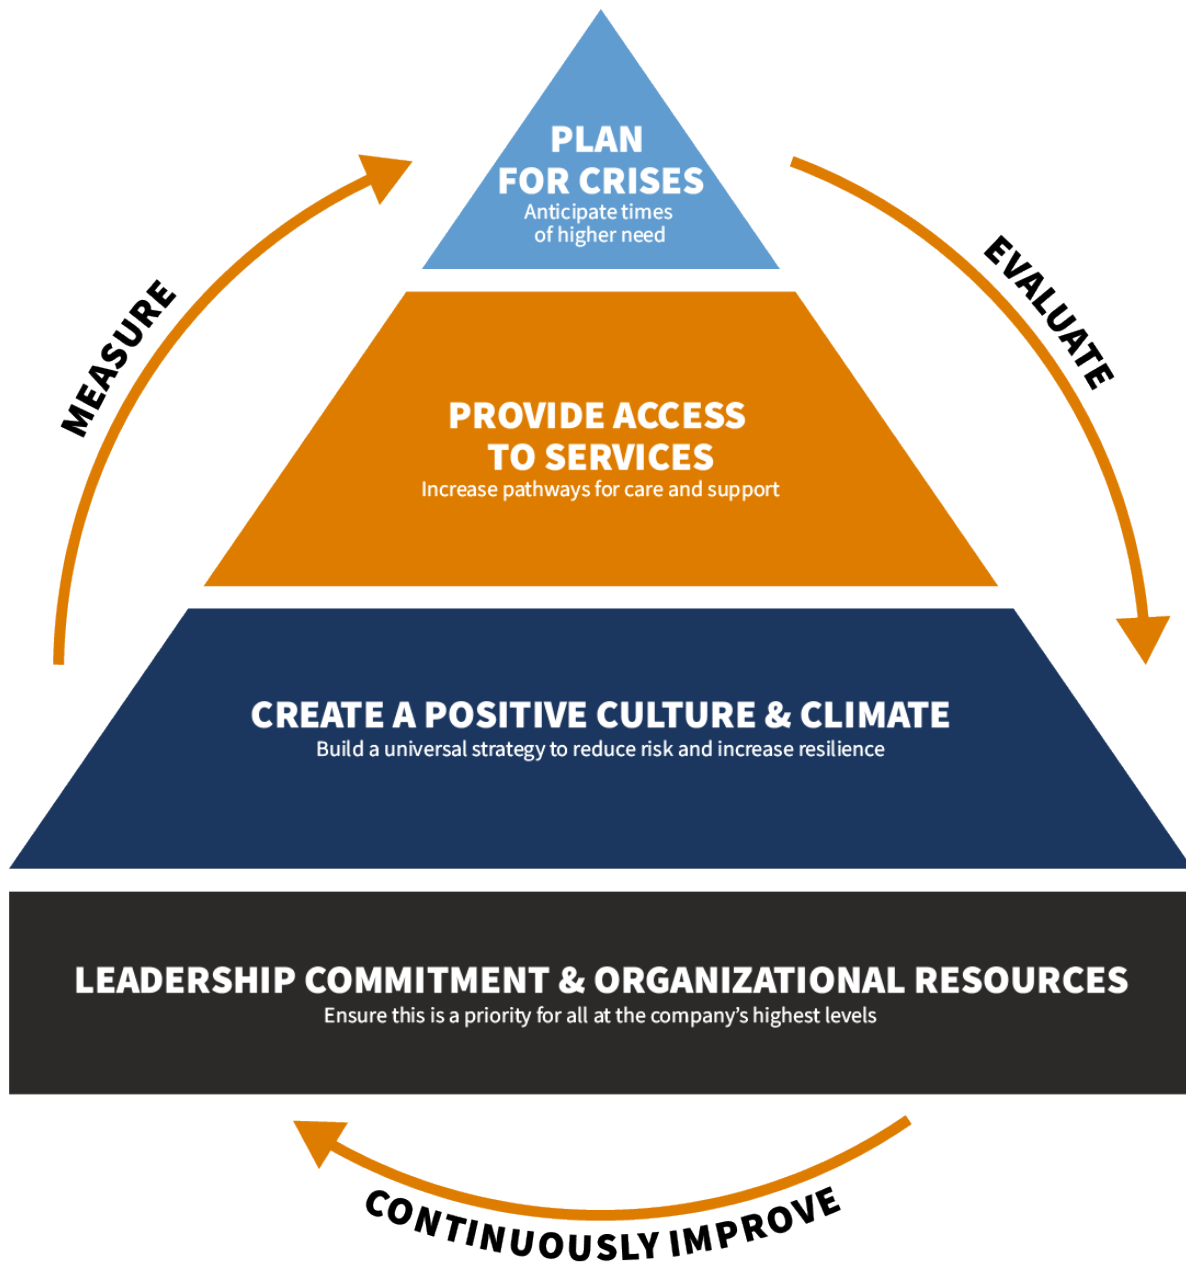 PLAN
FOR CRISES
Anticipate times
of higher need
MEASURE
EVALUATE
PROVIDE ACCESS
TO SERVICES
Increase pathways for care and support
CREATE A POSITIVE CULTURE & CLIMATE
Build a universal strategy to reduce risk and increase resilience
LEADERSHIP COMMITMENT & ORGANIZATIONAL RESOURCES
Ensure this is a priority for all at the company’s highest levels
CONTINUOUSLY IMPROVE